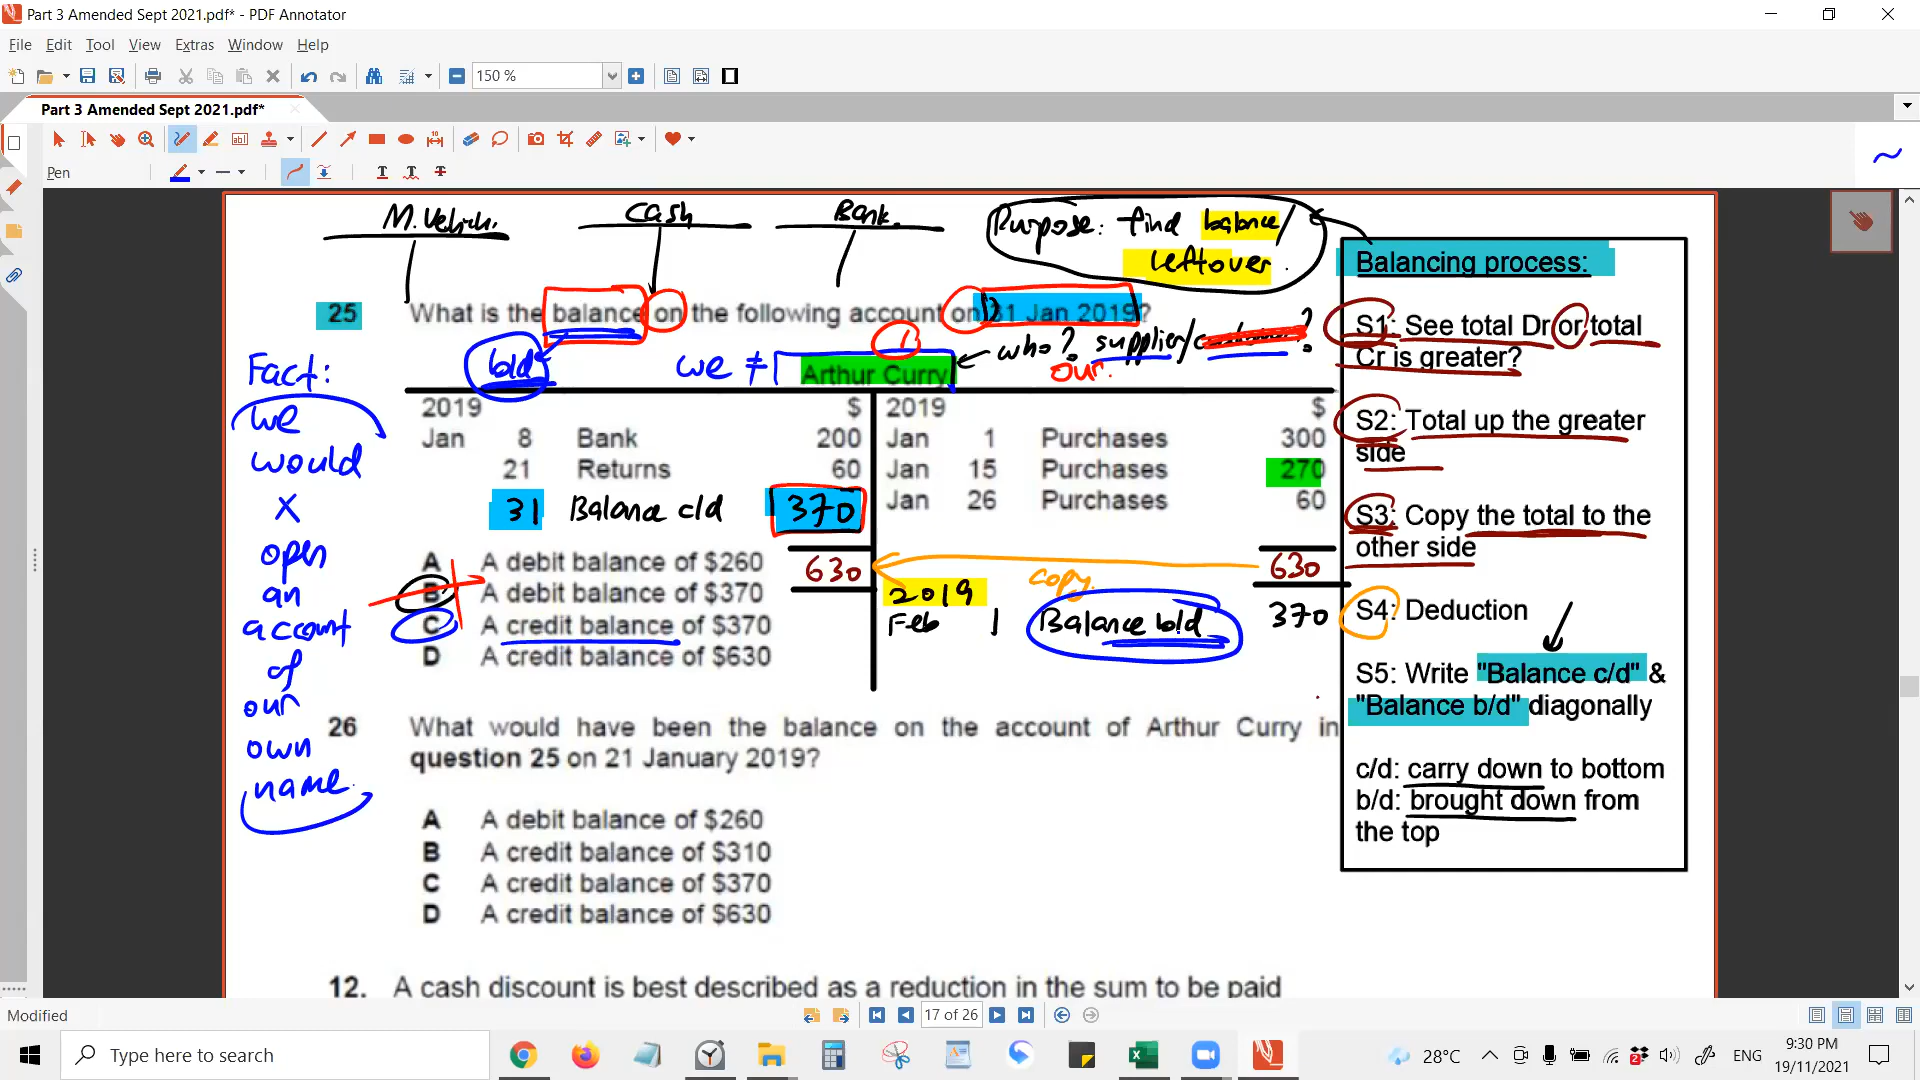 Part 3 Amended Sept 2021.pdf* - PDF Annotator
File Edit Tool View Extras Window Help
150 %
Part 3 Amended Sept 2021.pdf*
Pen
M. Vehicle. Cash Bank. Purpose: find balance/
leftover.
Balancing process:
25 What is the balance on the following account on 31 Jan 2019?
S1: See total Dr or total
Cr is greater?
b/d we ≠ Arthur Curry ← who? supplier/ ?
our
Fact:
we
would
x
open
an
account
of
our
own
name.
2019 $ 2019 $
Jan 8 Bank 200 Jan 1 Purchases 300
21 Returns 60 Jan 15 Purchases 270
31 Balance c/d 370 Jan 26 Purchases 60
S2: Total up the greater
side
S3: Copy the total to the
other side
A A debit balance of $260 630 630
B A debit balance of $370 2019 copy
C A credit balance of $370 Feb 1 Balance b/d 370
D A credit balance of $630
S4: Deduction
S5: Write "Balance c/d" &
"Balance b/d" diagonally
c/d: carry down to bottom
b/d: brought down from
the top
26 What would have been the balance on the account of Arthur Curry in
question 25 on 21 January 2019?
A A debit balance of $260
B A credit balance of $310
C A credit balance of $370
D A credit balance of $630
12. A cash discount is best described as a reduction in the sum to be paid
Modified
17 of 26
Type here to search
28°C
ENG
9:30 PM
19/11/2021